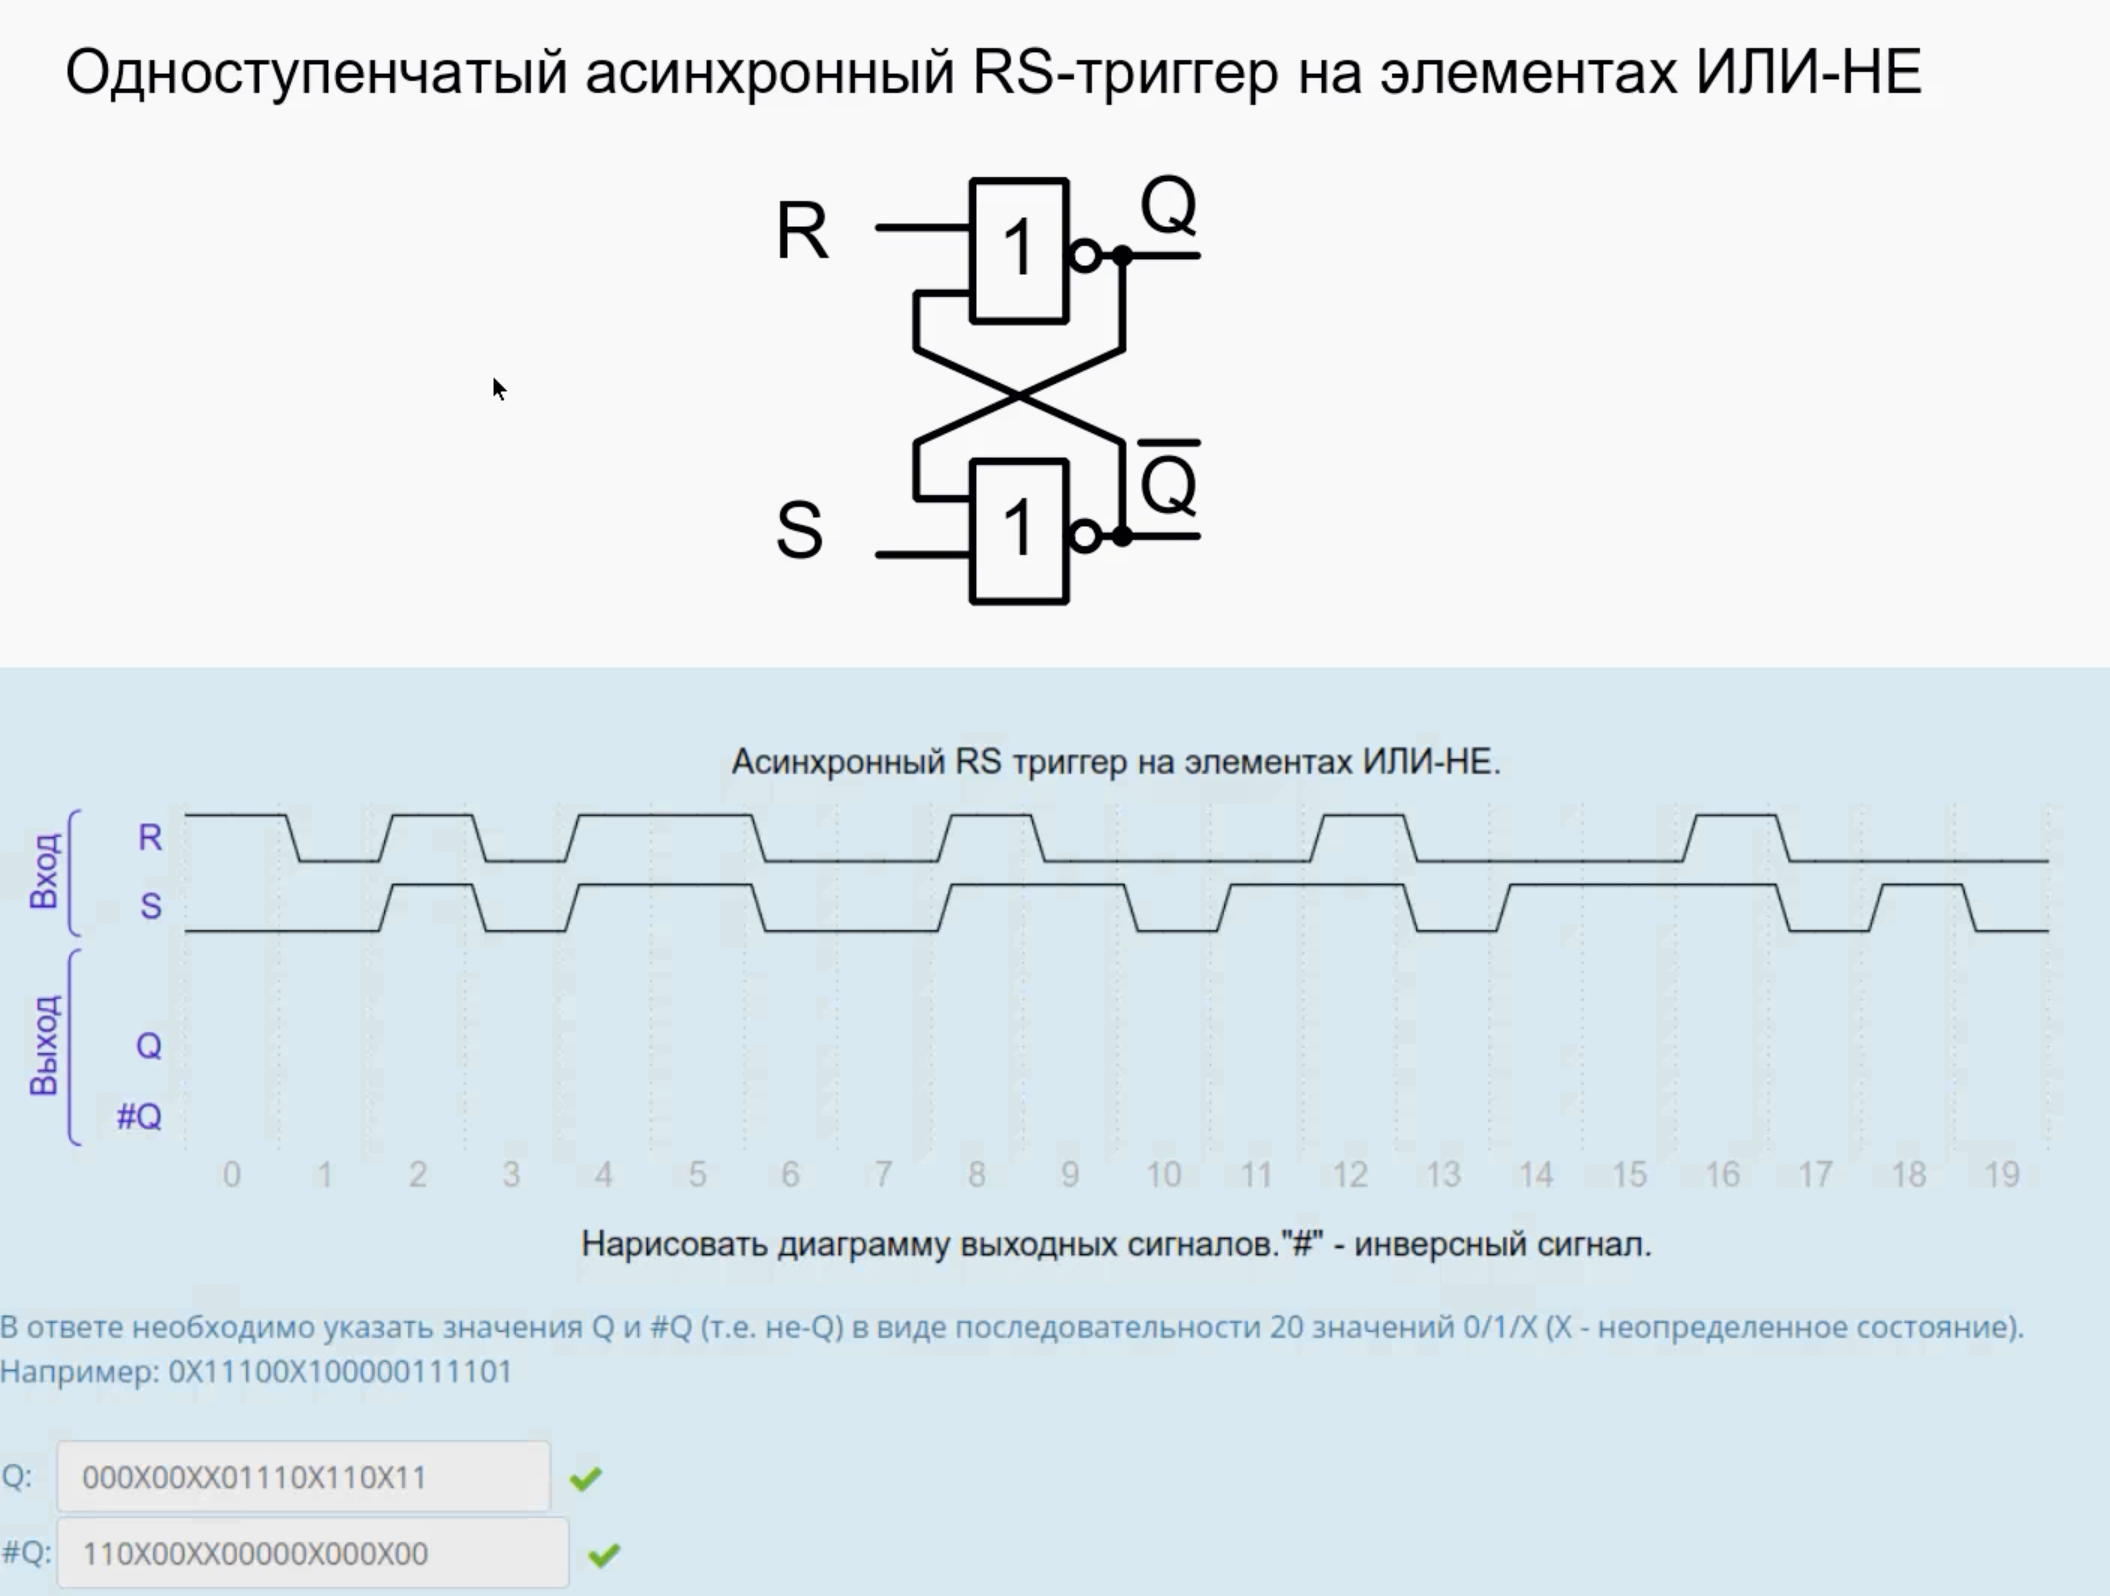 Одноступенчатый асинхронный RS-триггер на элементах ИЛИ-НЕ
R
1
Q
S
1
Q̅
Асинхронный RS триггер на элементах ИЛИ-НЕ.
Вход
R
S
Выход
Q
#Q
0 1 2 3 4 5 6 7 8 9 10 11 12 13 14 15 16 17 18 19
Нарисовать диаграмму выходных сигналов."#" - инверсный сигнал.
В ответе необходимо указать значения Q и #Q (т.е. не-Q) в виде последовательности 20 значений 0/1/X (X - неопределенное состояние).
Например: 0X11100X100000111101
Q: 000X00XX01110X110X11
#Q: 110X00XX00000X000X00